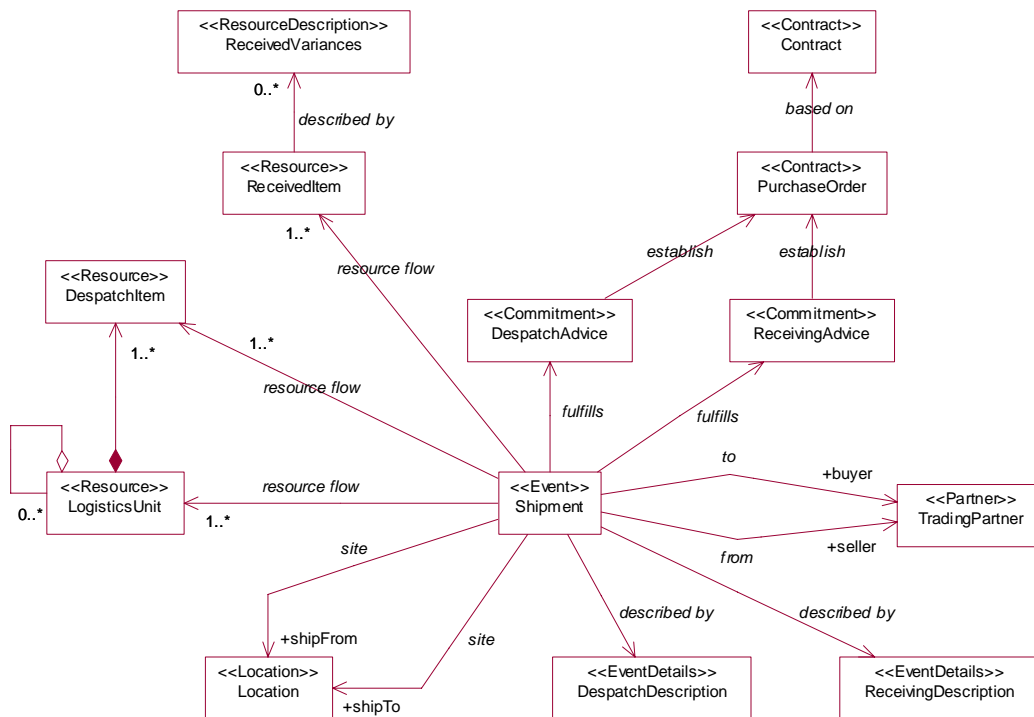 <<ResourceDescription>>
ReceivedVariances
<<Contract>>
Contract
0..*
described by
based on
<<Resource>>
ReceivedItem
<<Contract>>
PurchaseOrder
1..*
resource flow
establish
establish
<<Resource>>
DespatchItem
<<Commitment>>
DespatchAdvice
<<Commitment>>
ReceivingAdvice
1..*
1..*
resource flow
fulfills
fulfills
to
+buyer
<<Resource>>
LogisticsUnit
resource flow
<<Event>>
Shipment
<<Partner>>
TradingPartner
0..*
1..*
from
+seller
site
described by
described by
+shipFrom
site
<<Location>>
Location
+shipTo
<<EventDetails>>
DespatchDescription
<<EventDetails>>
ReceivingDescription